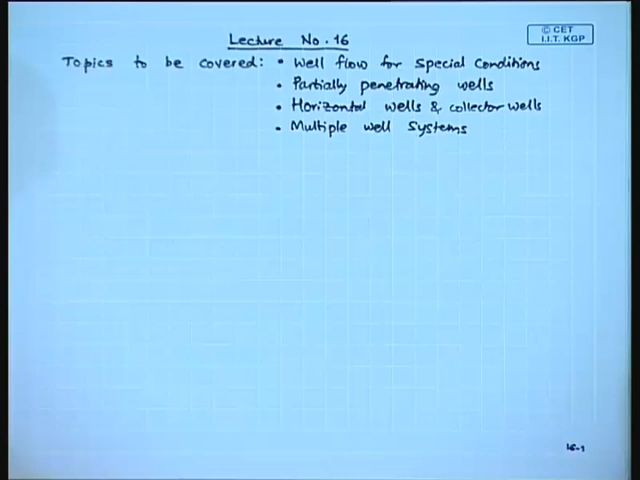 Lecture No. 16
© CET
I.I.T. KGP
Topics to be covered: • Well flow for special conditions
• Partially penetrating wells
• Horizontal wells & collector wells
• Multiple well systems
16-1